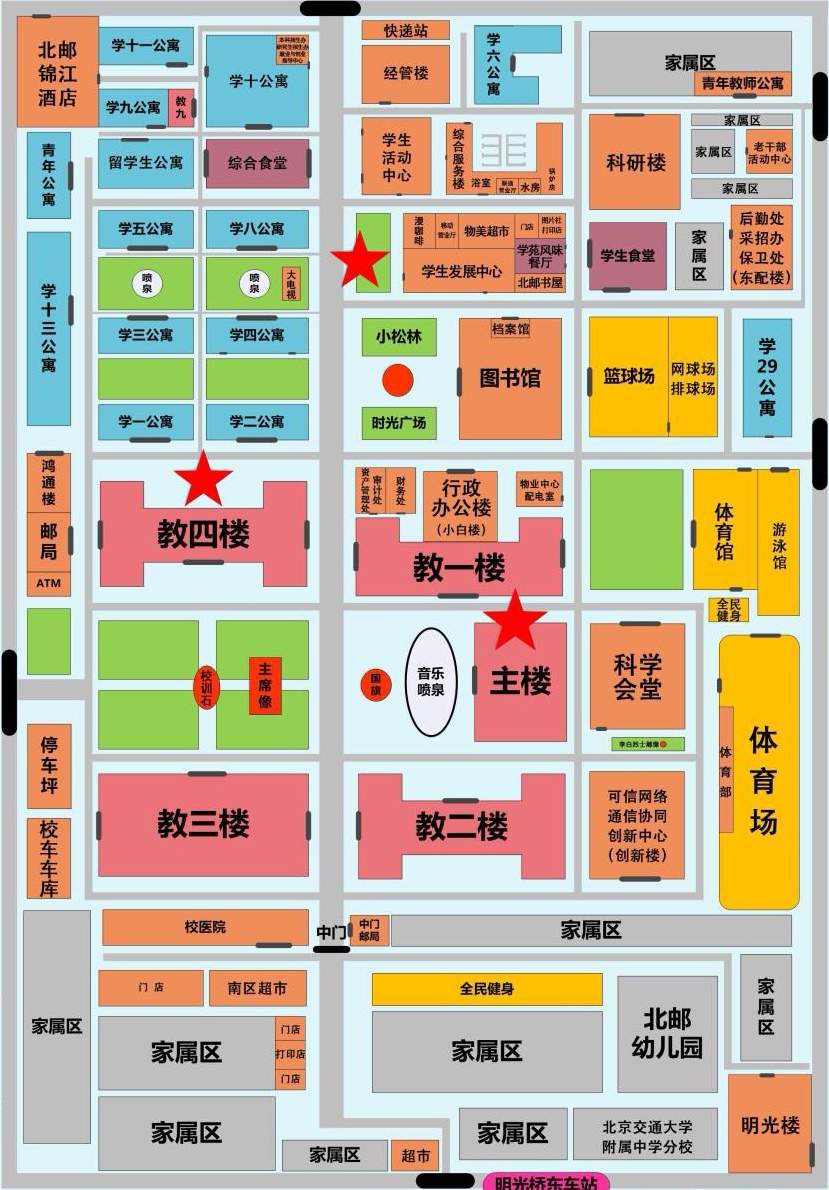 北邮
锦江
酒店
学十一公寓
学九公寓
教九
学十公寓
本科招生办
研究生招生办
就业与创业
指导中心
快递站
经管楼
学六公寓
家属区
青年教师公寓
青年公寓
留学生公寓
综合食堂
学生
活动
中心
综合服务楼
浴室
联通
营业厅
水房
锅炉房
科研楼
家属区
家属区
老干部
活动中心
家属区
学五公寓
学八公寓
漫咖啡
移动
营业厅
物美超市
门店
图片社
打印店
学苑风味
餐厅
学生发展中心
北邮书屋
学生食堂
家属区
后勤处
采招办
保卫处
(东配楼)
喷泉
喷泉
大电视
学十三公寓
学三公寓
学四公寓
小松林
档案馆
图书馆
篮球场
网球场
排球场
学29公寓
学一公寓
学二公寓
时光广场
鸿通楼
邮局
ATM
教四楼
资产管理处
审计处
财务处
行政
办公楼
(小白楼)
物业中心
配电室
教一楼
体育馆
游泳馆
全民
健身
校训石
主席像
国旗
音乐
喷泉
主楼
科学
会堂
李白烈士雕像
体育部
体育场
停车坪
校车车库
教三楼
教二楼
可信网络
通信协同
创新中心
(创新楼)
校医院
中门
中门
邮局
家属区
家属区
门店
南区超市
全民健身
北邮
幼儿园
家属区
家属区
门店
打印店
门店
家属区
家属区
家属区
超市
家属区
北京交通大学
附属中学分校
明光楼
明光桥东车站